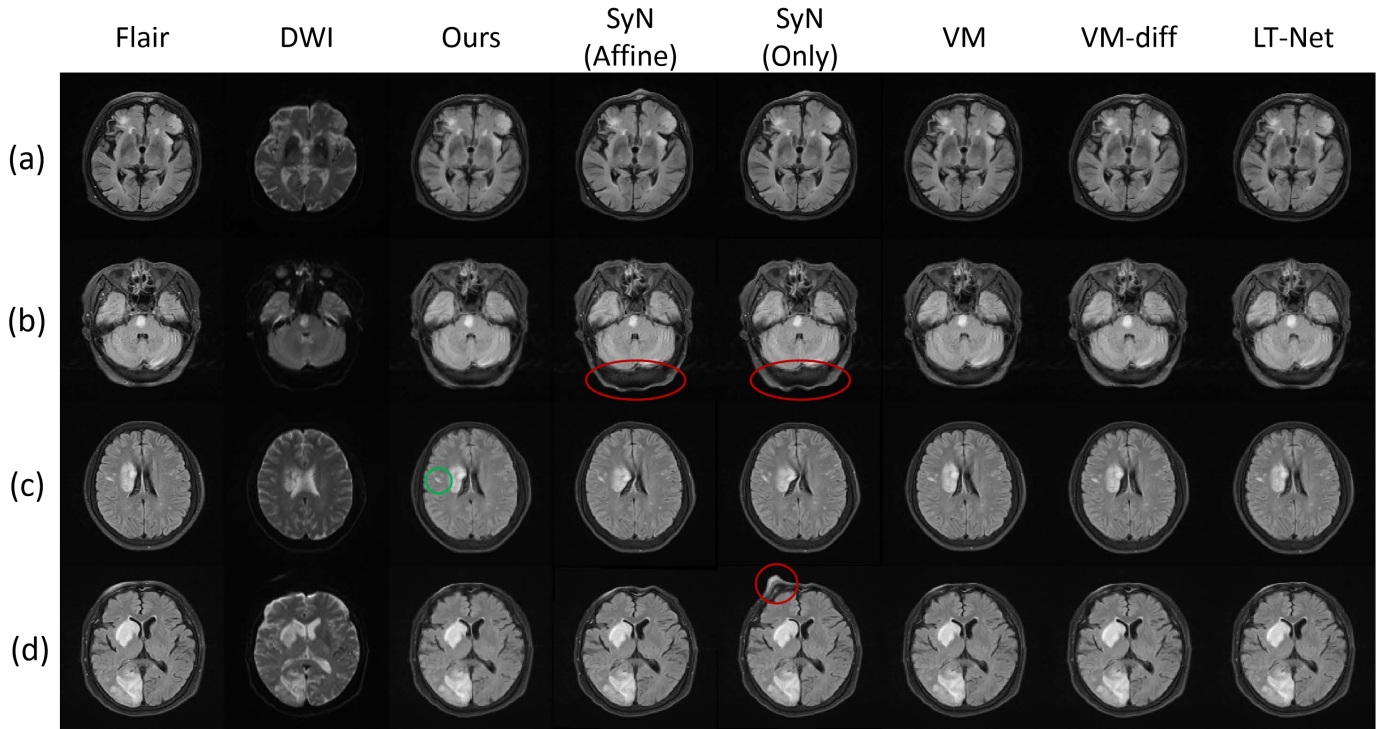 Flair DWI Ours SyN (Affine) SyN (Only) VM VM-diff LT-Net
(a)
(b)
(c)
(d)